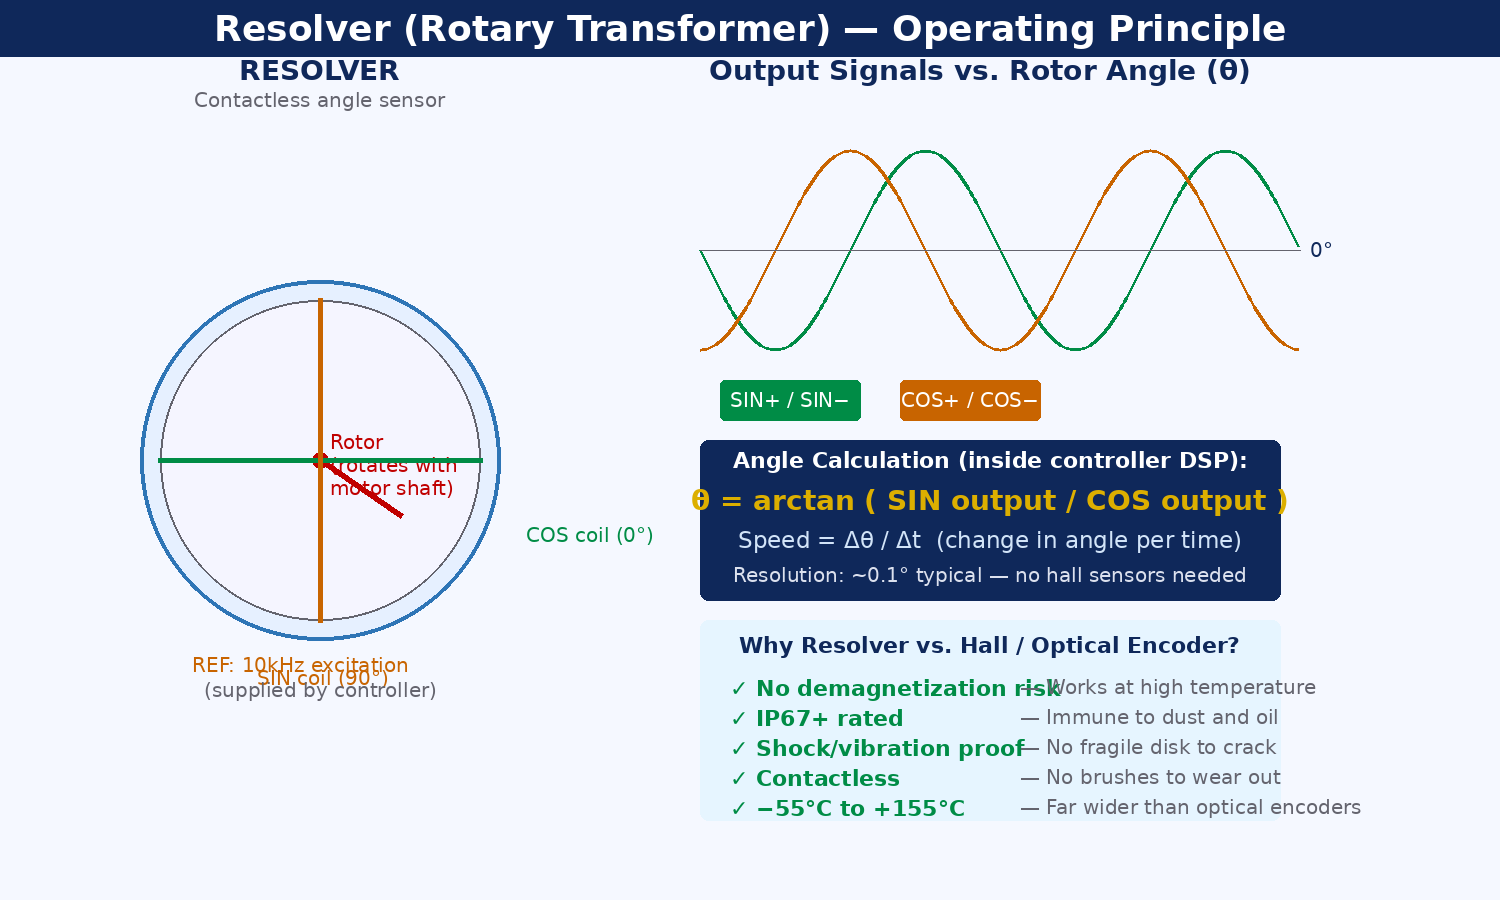 Resolver (Rotary Transformer) — Operating Principle
RESOLVER
Contactless angle sensor
Rotor
(rotates with
motor shaft)
COS coil (0°)
REF: 10kHz excitation
SIN coil (90°)
(supplied by controller)
Output Signals vs. Rotor Angle (θ)
0°
SIN+ / SIN−
COS+ / COS−
Angle Calculation (inside controller DSP):
θ = arctan ( SIN output / COS output )
Speed = Δθ / Δt (change in angle per time)
Resolution: ~0.1° typical — no hall sensors needed
Why Resolver vs. Hall / Optical Encoder?
✓ No demagnetization risk — Works at high temperature
✓ IP67+ rated — Immune to dust and oil
✓ Shock/vibration proof — No fragile disk to crack
✓ Contactless — No brushes to wear out
✓ −55°C to +155°C — Far wider than optical encoders